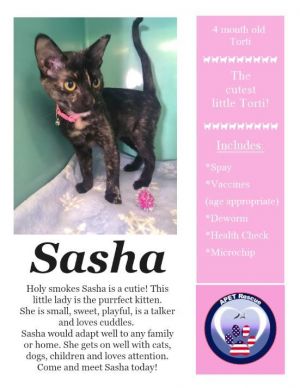 4 month old
Torti
The
cutest
little Torti!
Includes:
*Spay
*Vaccines
(age appropriate)
*Deworm
*Health Check
*Microchip
Sasha
Holy smokes Sasha is a cutie! This
little lady is the purrfect kitten.
She is small, sweet, playful, is a talker
and loves cuddles.
Sasha would adapt well to any family
or home. She gets on well with cats,
dogs, children and loves attention.
Come and meet Sasha today!
APET Rescue